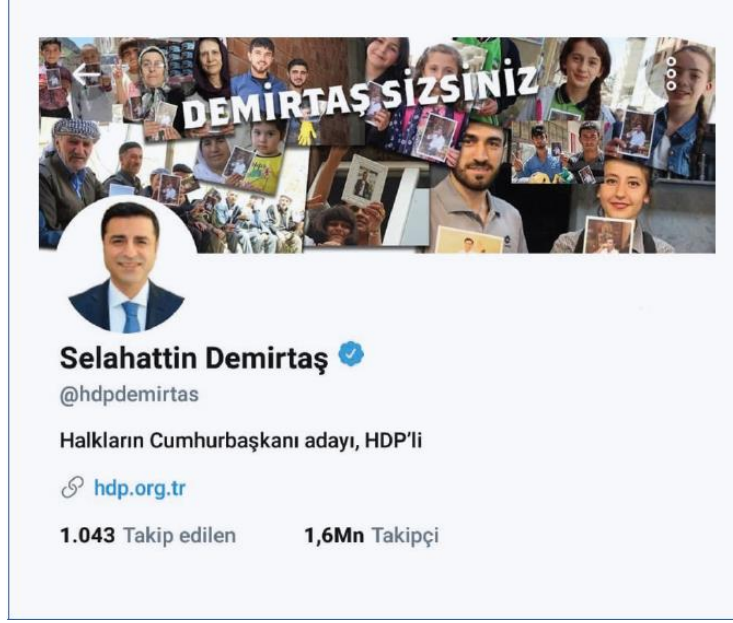 DEMİRTAŞ SİZSİNİZ
Selahattin Demirtaş
@hdpdemirtas
Halkların Cumhurbaşkanı adayı, HDP'li
hdp.org.tr
1.043 Takip edilen 1,6Mn Takipçi